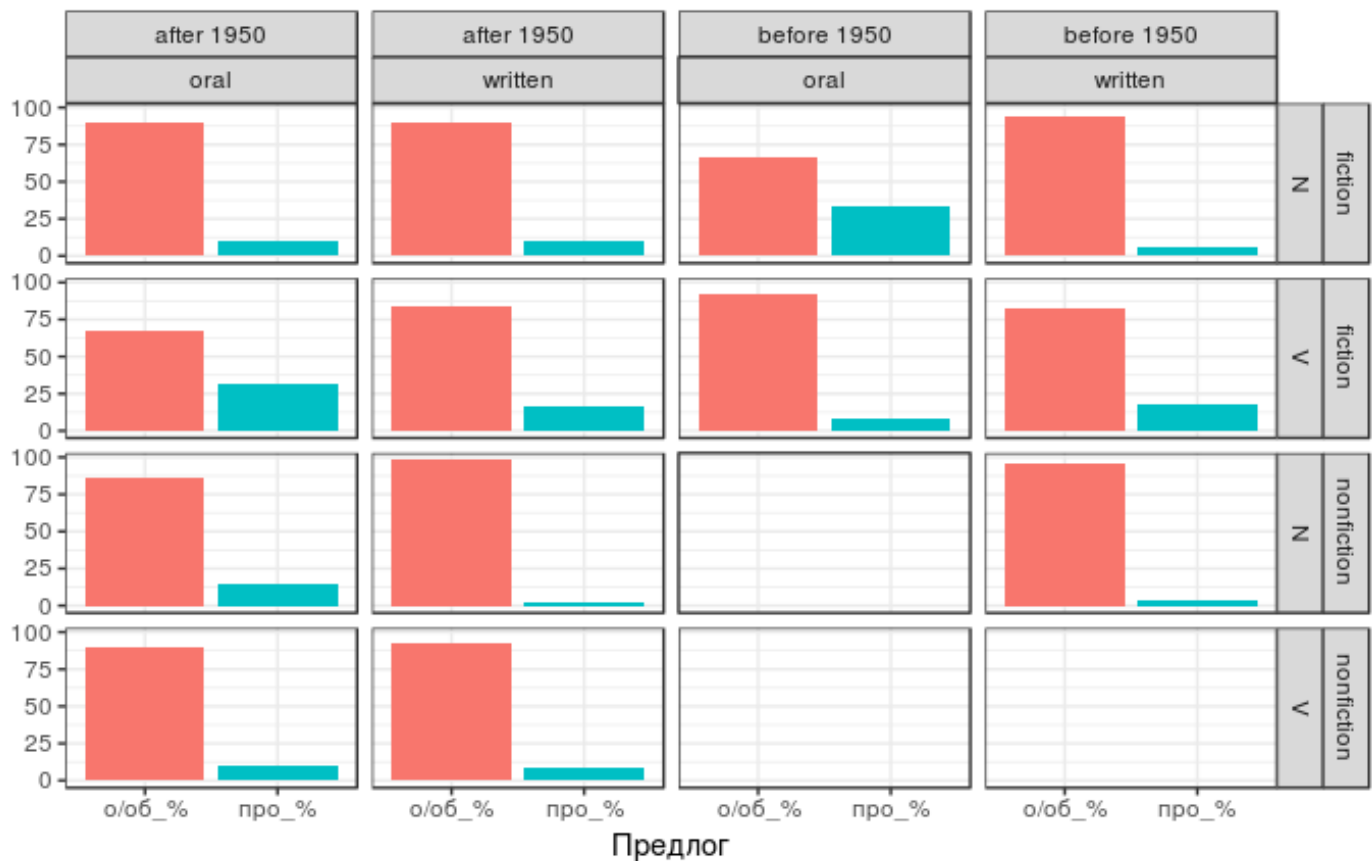 after 1950 after 1950 before 1950 before 1950
oral written oral written
100
75
50
25
0
N fiction
100
75
50
25
0
V fiction
100
75
50
25
0
N nonfiction
100
75
50
25
0
V nonfiction
о/об_% про_% о/об_% про_% о/об_% про_% о/об_% про_%
Предлог